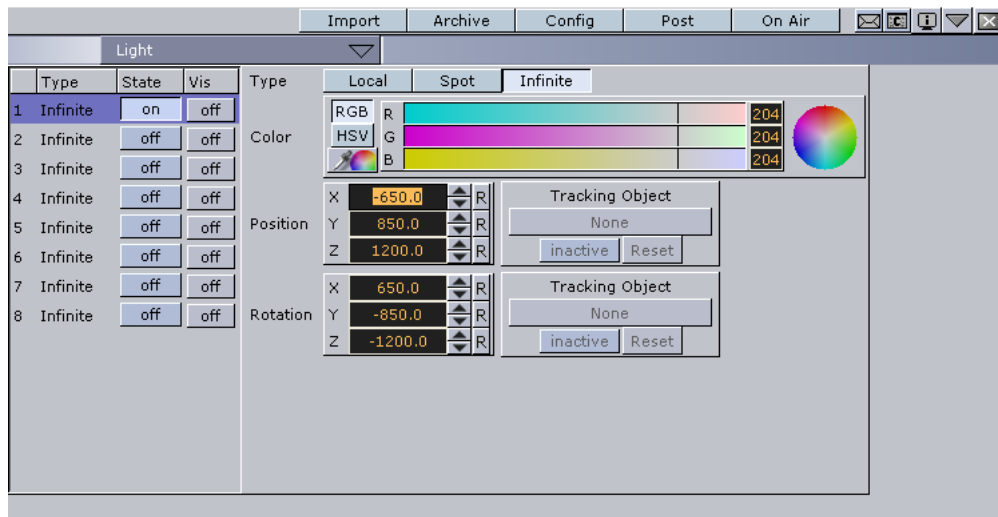 Import Archive Config Post On Air
Light
Type State Vis
1 Infinite on off
2 Infinite off off
3 Infinite off off
4 Infinite off off
5 Infinite off off
6 Infinite off off
7 Infinite off off
8 Infinite off off
Type Local Spot Infinite
Color
RGB R 204
HSV G 204
B 204
Position
X -650.0 R
Y 850.0 R
Z 1200.0 R
Tracking Object
None
inactive Reset
Rotation
X 650.0 R
Y -850.0 R
Z -1200.0 R
Tracking Object
None
inactive Reset